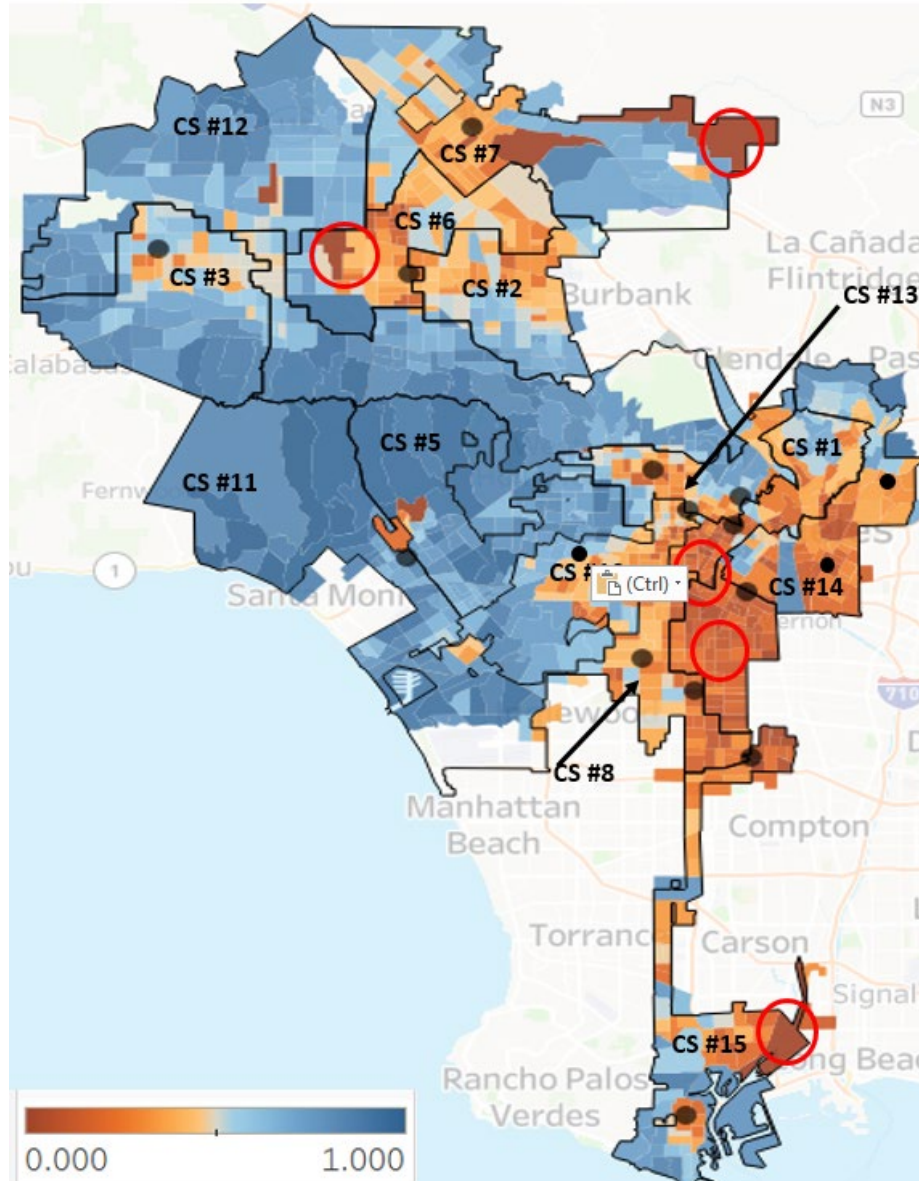 N3
CS #12
CS #7
CS #6
La Cañada
Flintridge
CS #3
CS #2
Burbank
CS #13
Glendale
Pas
CS #1
CS #5
CS #11
Fernw
1
CS #
(Ctrl)
CS #14
Santa Moni
ernon
710
ewoo
CS #8
Manhattan
Beach
Compton
Torrance
Carson
Signal
CS #15
ong Beac
Rancho Palos
Verdes
0.000
1.000